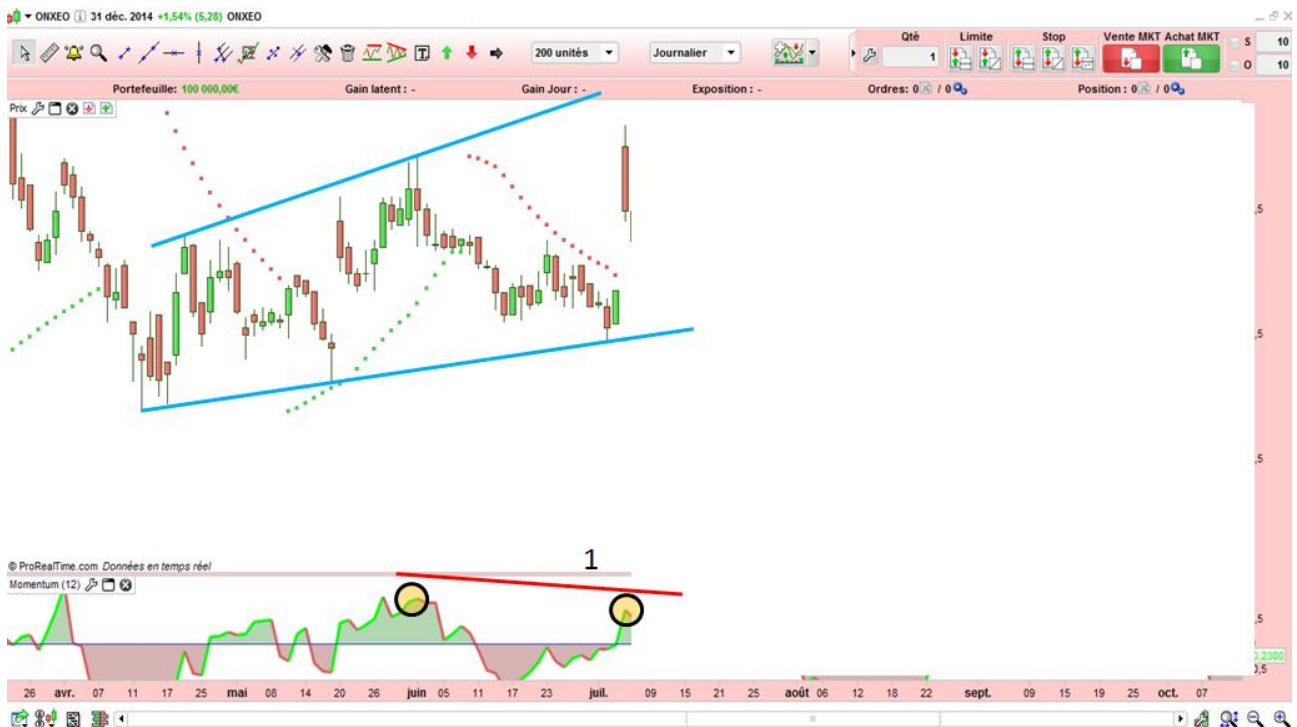 ONXEO 31 déc. 2014 +1,54% (5,28) ONXEO
200 unités Journalier Qté 1 Limite Stop Vente MKT Achat MKT S 10
O 10
Portefeuille: 100 000,00€ Gain latent : - Gain Jour : - Exposition : - Ordres: 0 / 0 Position : 0 / 0
Prix
,5
,5
,5
© ProRealTime.com Données en temps réel
1
Momentum (12)
,5
0,2300
0,5
26 avr. 07 11 17 25 mai 08 14 20 26 juin 05 11 17 23 juil. 09 15 21 25 août 06 12 18 22 sept. 09 15 19 25 oct. 07